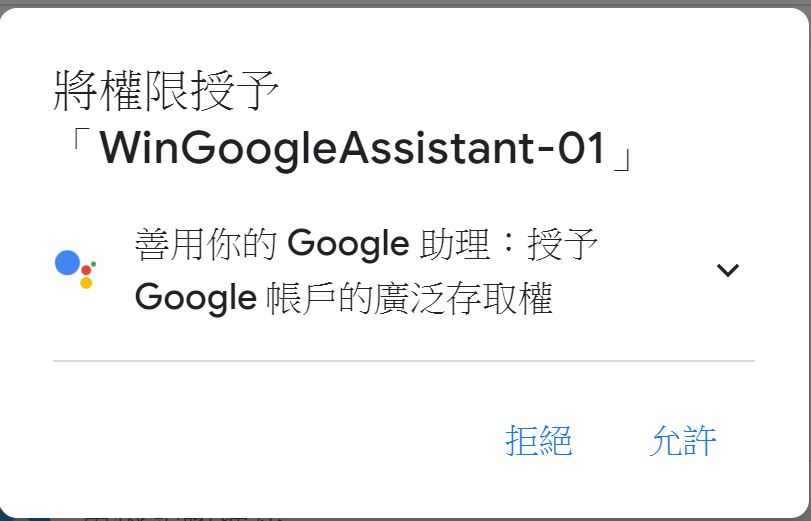 將權限授予
「WinGoogleAssistant-01」
善用你的 Google 助理：授予
Google 帳戶的廣泛存取權
拒絕
允許